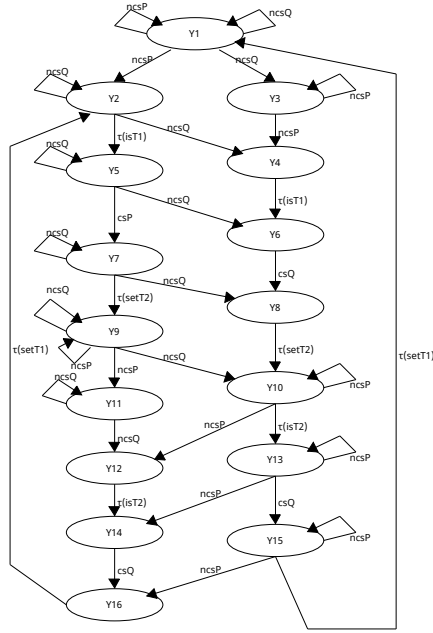 ncsP
ncsQ
Y1
ncsP
ncsQ
ncsQ
Y2
Y3
ncsP
τ(isT1)
ncsQ
ncsP
ncsQ
Y4
Y5
τ(isT1)
ncsQ
csP
Y6
ncsQ
csQ
Y7
ncsQ
τ(setT2)
Y8
ncsQ
Y9
τ(setT2)
τ(setT1)
τ(setT1)
ncsP
ncsP
ncsQ
ncsQ
Y10
ncsP
Y11
ncsP
τ(isT2)
ncsQ
Y12
Y13
ncsP
ncsP
τ(isT2)
csQ
Y14
Y15
ncsP
csQ
ncsP
Y16